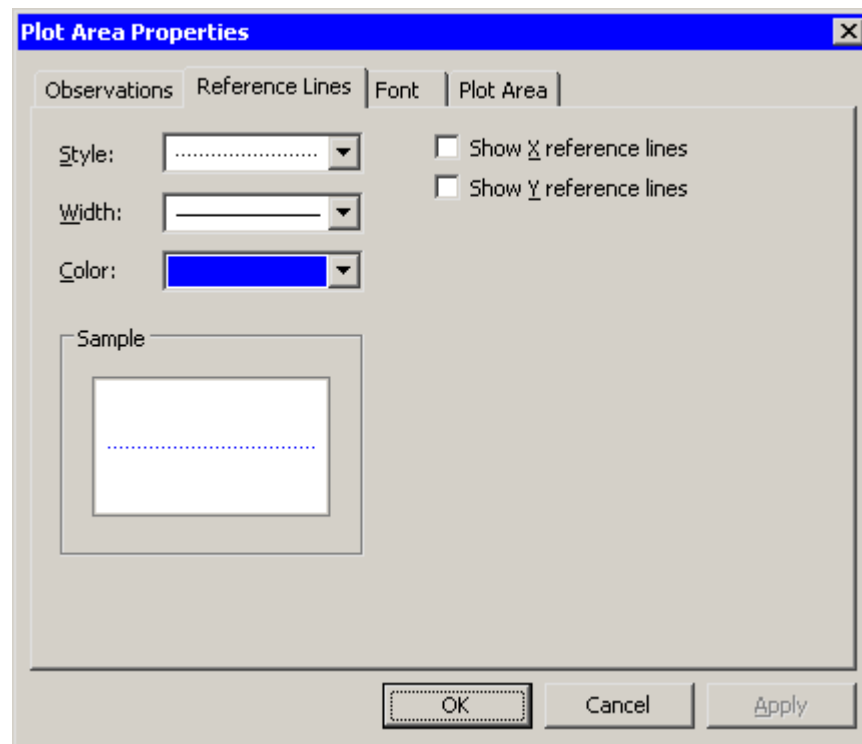 Plot Area Properties
Observations Reference Lines Font Plot Area
Style:
Show X reference lines
Show Y reference lines
Width:
Color:
Sample
OK Cancel Apply